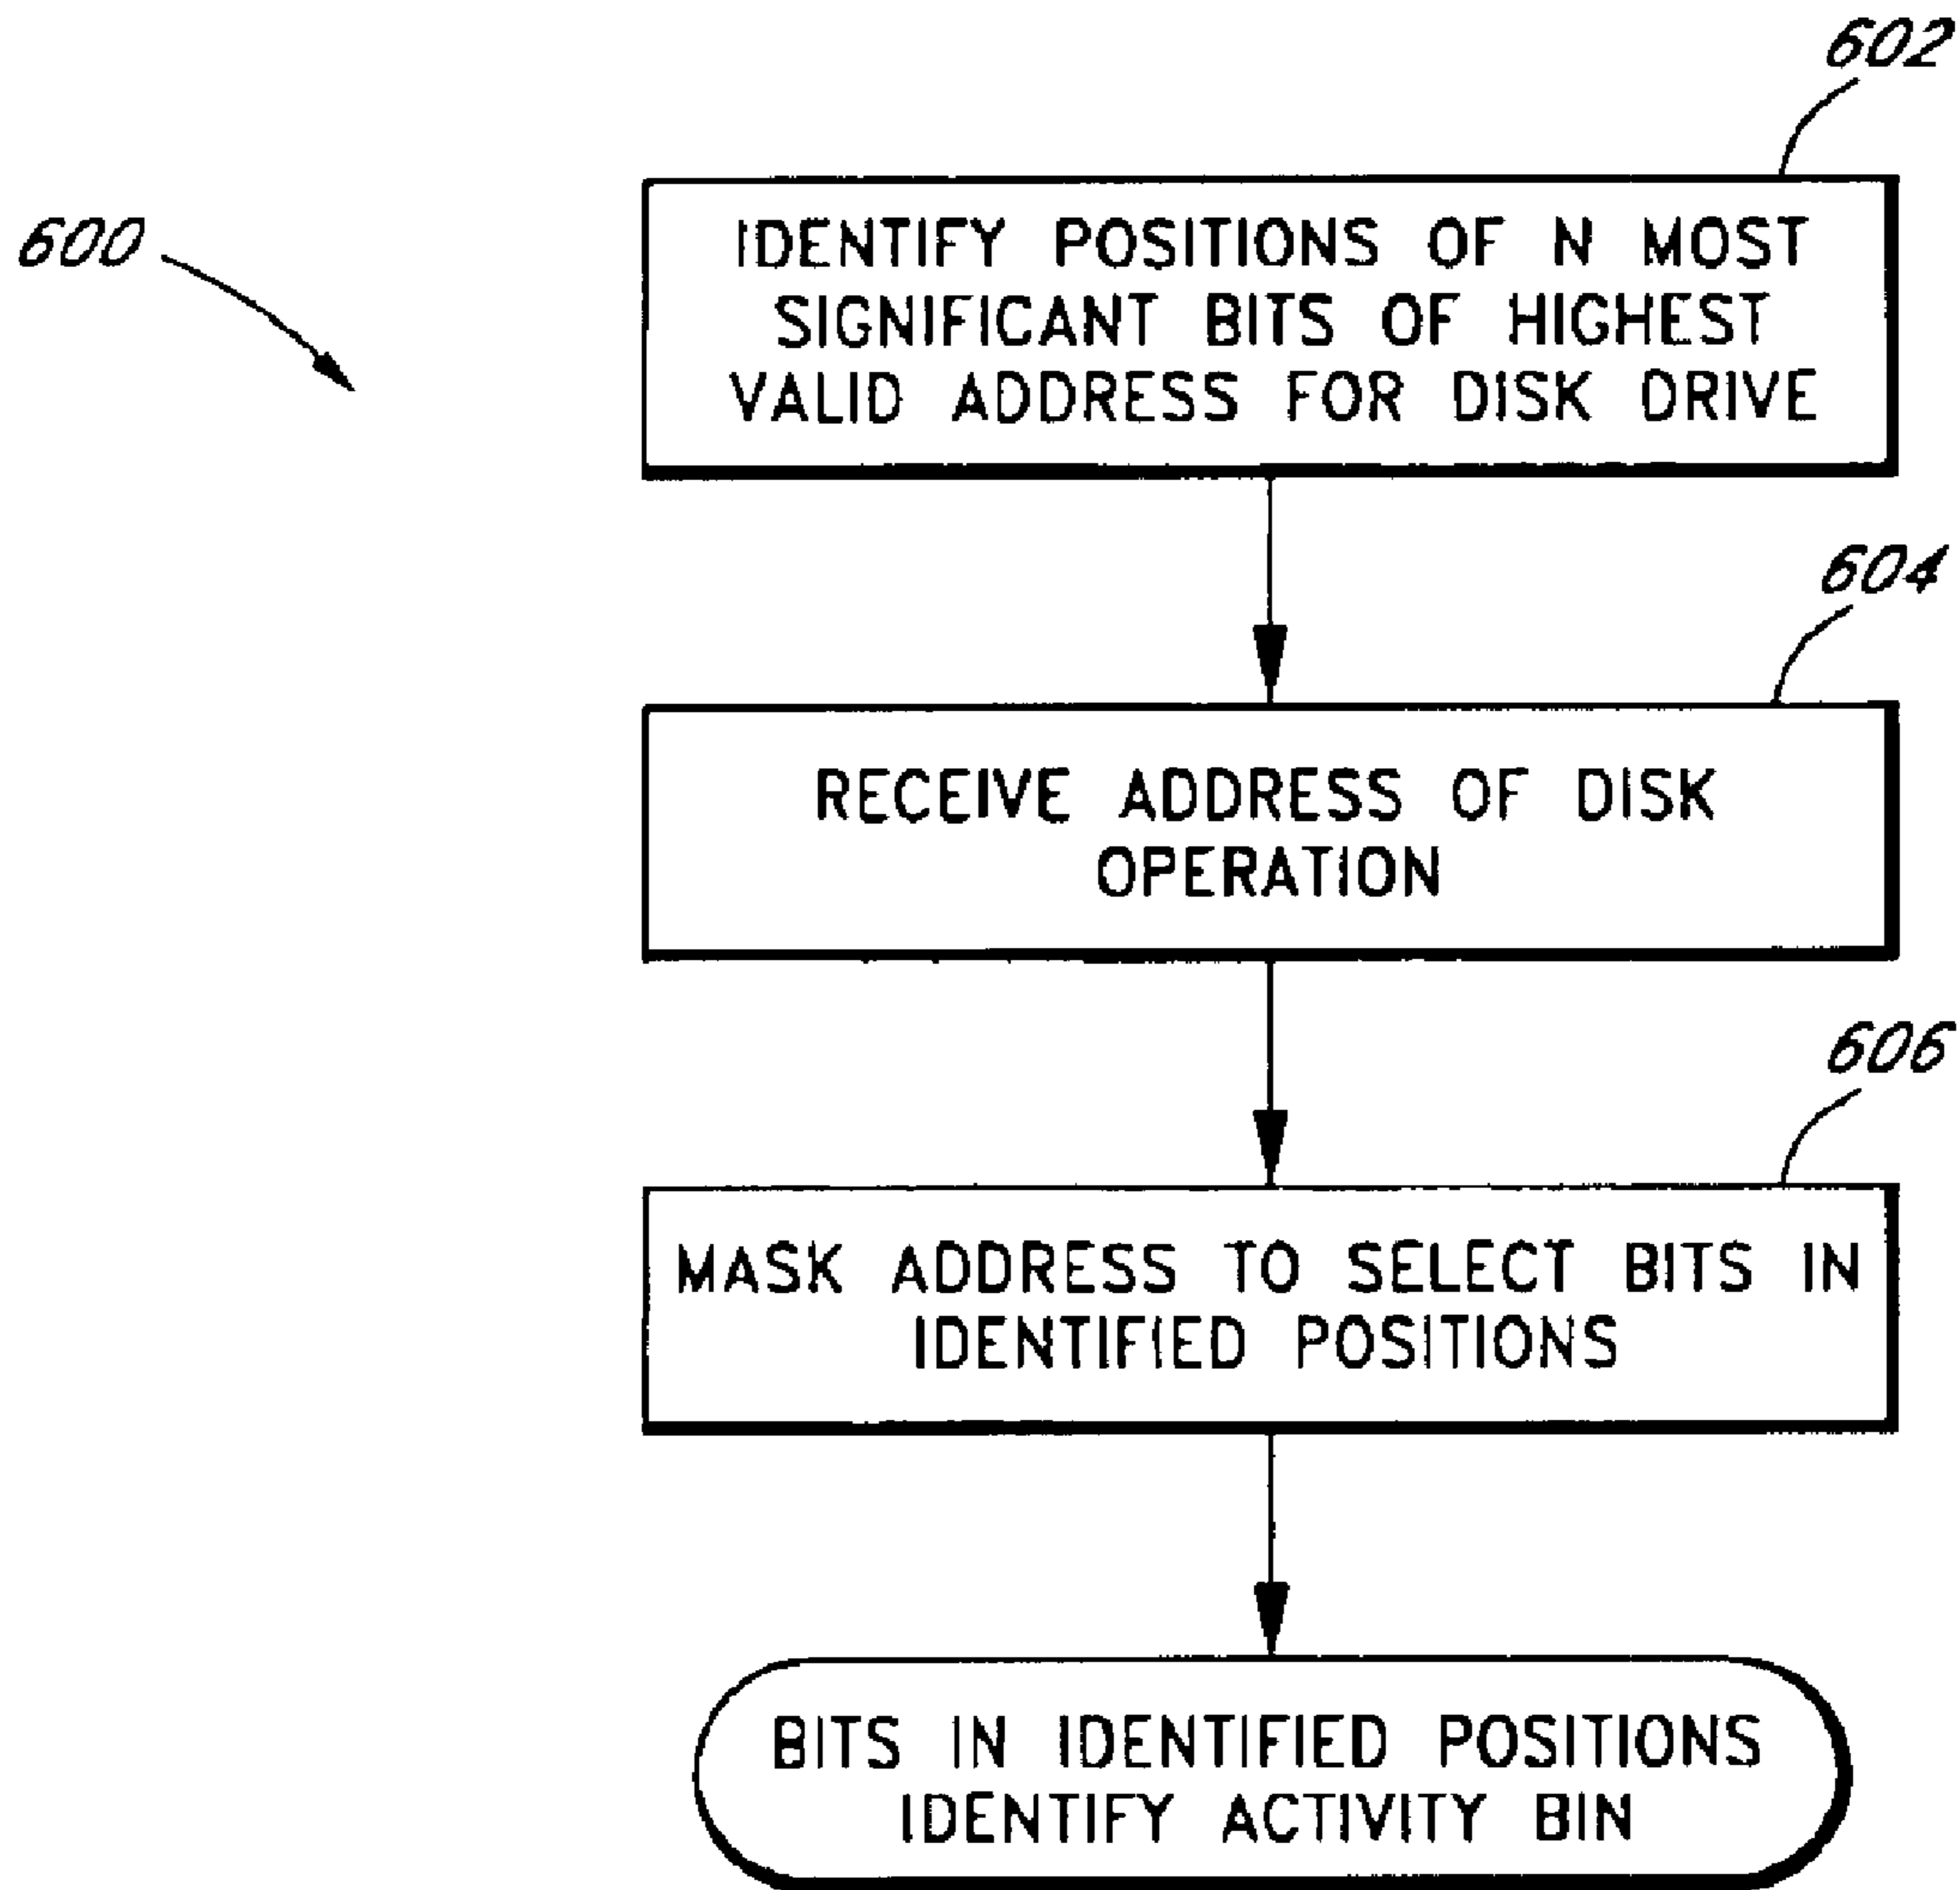 602
600
IDENTIFY POSITIONS OF N MOST
SIGNIFICANT BITS OF HIGHEST
VALID ADDRESS FOR DISK DRIVE
604
RECEIVE ADDRESS OF DISK
OPERATION
606
MASK ADDRESS TO SELECT BITS IN
IDENTIFIED POSITIONS
BITS IN IDENTIFIED POSITIONS
IDENTIFY ACTIVITY BIN